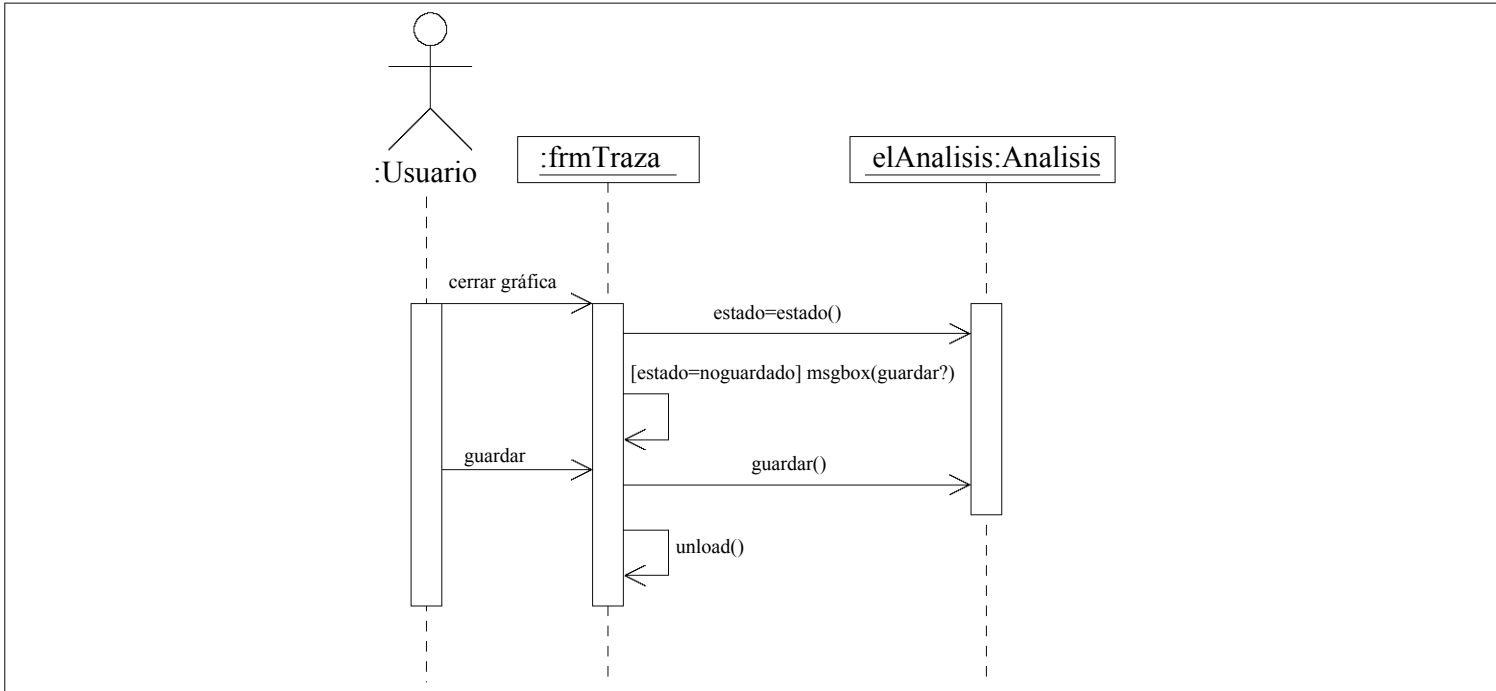 :Usuario
:frmTraza
elAnalisis:Analisis
cerrar gráfica
estado=estado()
[estado=noguardado] msgbox(guardar?)
guardar
guardar()
unload()